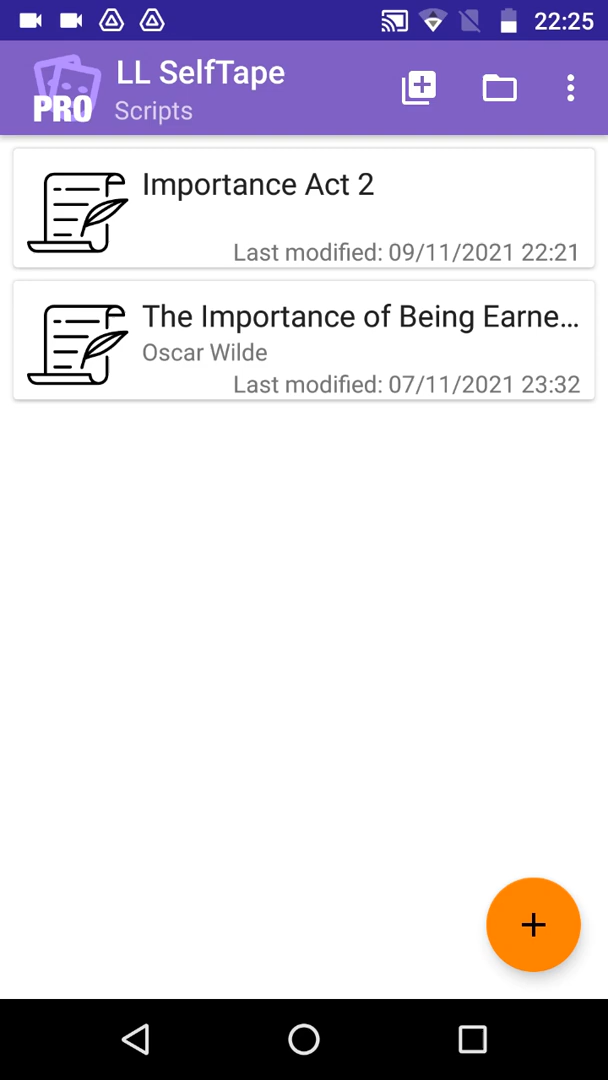 22:25
LL SelfTape
PRO
Scripts
Importance Act 2
Last modified: 09/11/2021 22:21
The Importance of Being Earne...
Oscar Wilde
Last modified: 07/11/2021 23:32